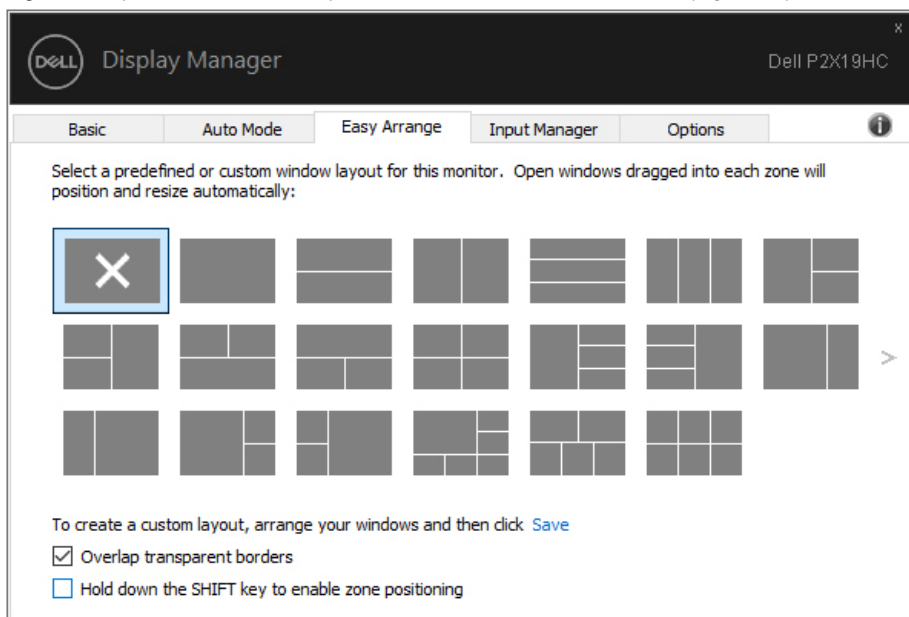 DELL
Display Manager
x
Dell P2X19HC
Basic
Auto Mode
Easy Arrange
Input Manager
Options
Select a predefined or custom window layout for this monitor. Open windows dragged into each zone will
position and resize automatically:
>
To create a custom layout, arrange your windows and then click Save
Overlap transparent borders
Hold down the SHIFT key to enable zone positioning